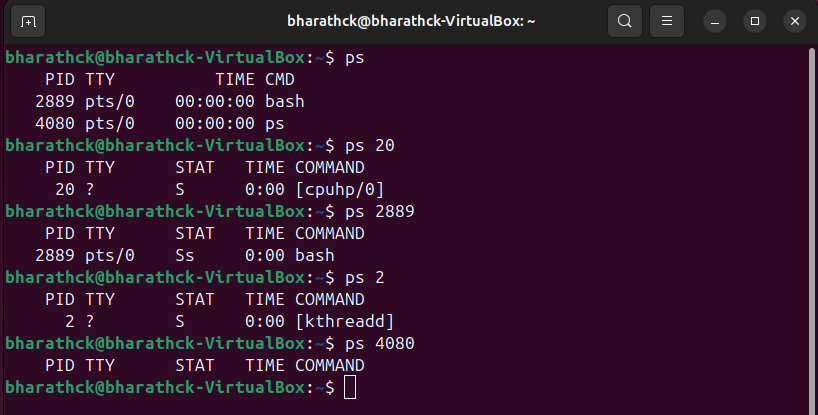 bharathck@bharathck-VirtualBox: ~
bharathck@bharathck-VirtualBox:~$ ps
    PID TTY          TIME CMD
   2889 pts/0    00:00:00 bash
   4080 pts/0    00:00:00 ps
bharathck@bharathck-VirtualBox:~$ ps 20
    PID TTY      STAT   TIME COMMAND
     20 ?        S      0:00 [cpuhp/0]
bharathck@bharathck-VirtualBox:~$ ps 2889
    PID TTY      STAT   TIME COMMAND
   2889 pts/0    Ss     0:00 bash
bharathck@bharathck-VirtualBox:~$ ps 2
    PID TTY      STAT   TIME COMMAND
      2 ?        S      0:00 [kthreadd]
bharathck@bharathck-VirtualBox:~$ ps 4080
    PID TTY      STAT   TIME COMMAND
bharathck@bharathck-VirtualBox:~$